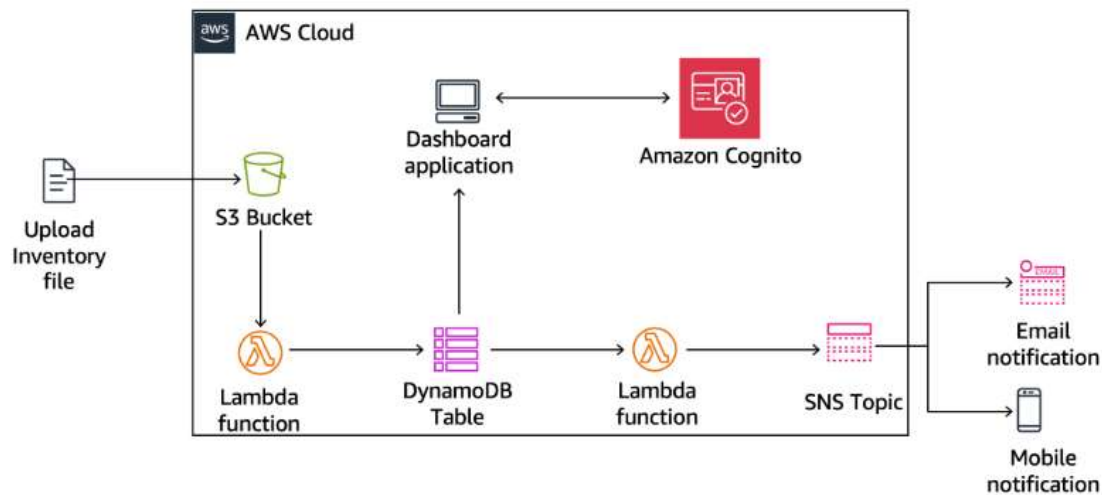 aws
AWS Cloud
Dashboard
application
Amazon Cognito
Upload
Inventory
file
S3 Bucket
Lambda
function
DynamoDB
Table
Lambda
function
SNS Topic
EMAIL
Email
notification
Mobile
notification